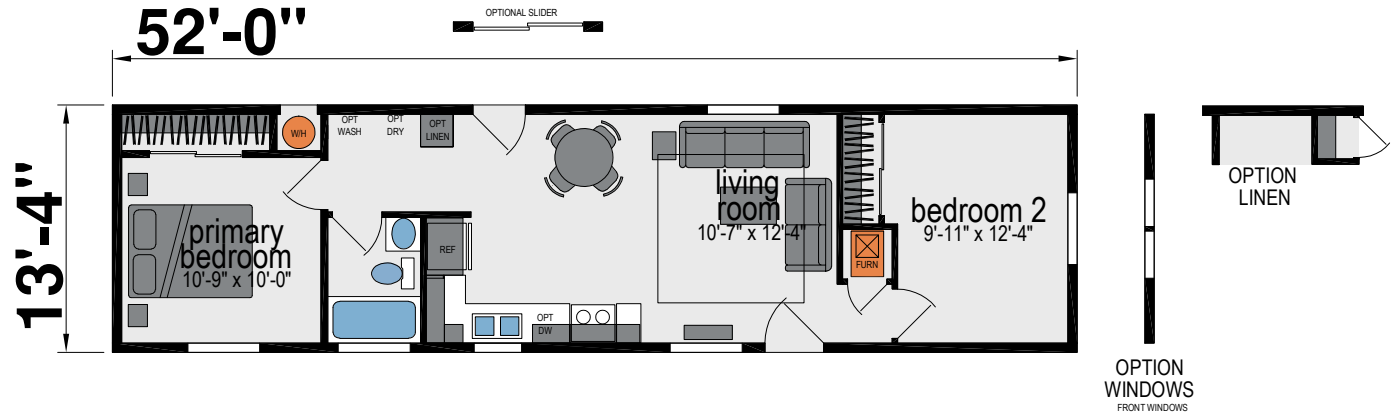 52'-0"
OPTIONAL SLIDER
13'-4"
W/H
OPT
WASH
OPT
DRY
OPT
LINEN
primary
bedroom
10'-9" x 10'-0"
REF
OPT
DW
living
room
10'-7" x 12'-4"
FURN
bedroom 2
9'-11" x 12'-4"
OPTION
WINDOWS
FRONT WINDOWS
OPTION
LINEN